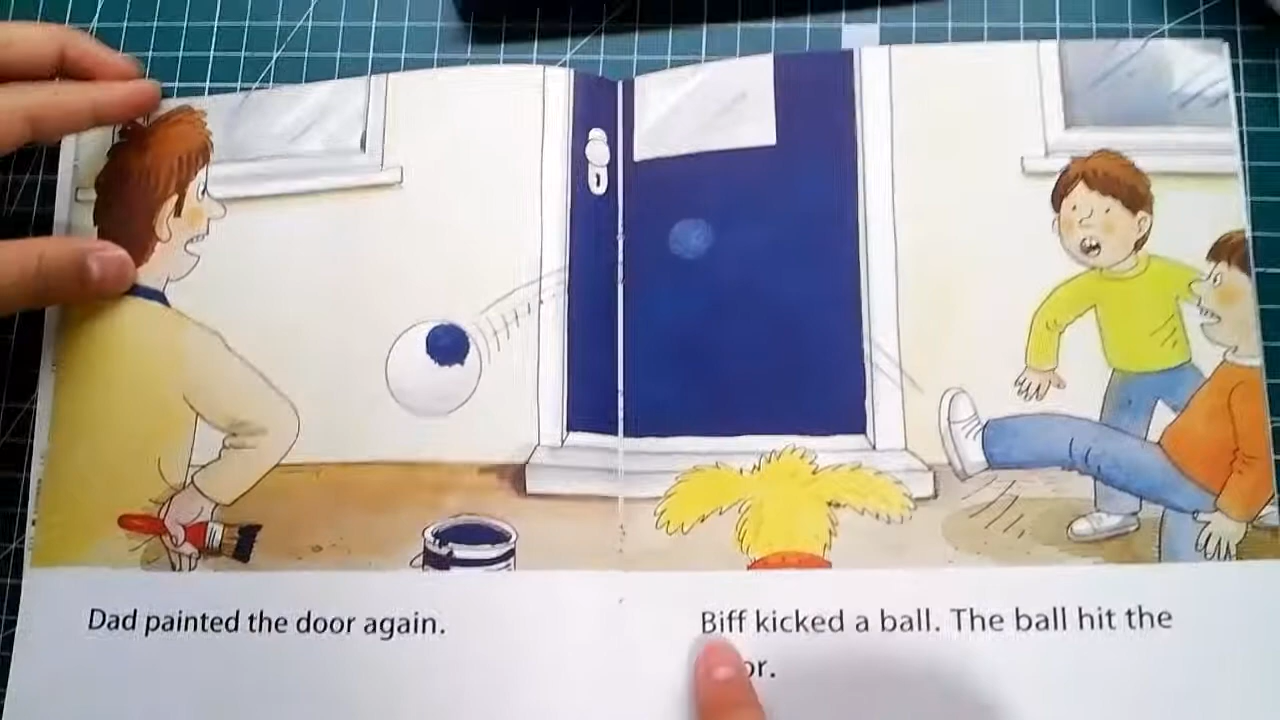 Dad painted the door again.
Biff kicked a ball. The ball hit the